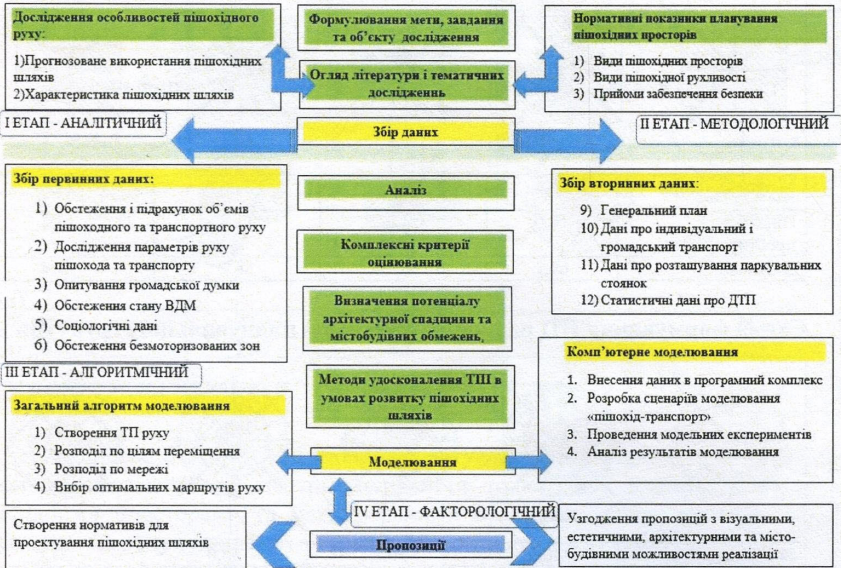 Дослідження особливостей пішохідного
руху:
1)Прогнозоване використання пішохідних
шляхів
2)Характеристика пішохідних шляхів
Формулювання мети, завдання
та об’єкту дослідження
Огляд літератури і тематичних
досліджень
Нормативні показники планування
пішохідних просторів
1) Види пішохідних просторів
2) Види пішохідної рухливості
3) Прийоми забезпечення безпеки
І ЕТАП - АНАЛІТИЧНИЙ
Збір даних
ІІ ЕТАП - МЕТОДОЛОГІЧНИЙ
Збір первинних даних:
1) Обстеження і підрахунок об’ємів
пішоходного та транспортного руху
2) Дослідження параметрів руху
пішохода та транспорту
3) Опитування громадської думки
4) Обстеження стану ВДМ
5) Соціологічні дані
6) Обстеження безмоторизованих зон
Аналіз
Комплексні критерії
оцінювання
Визначення потенціалу
архітектурної спадщини та
містобудівних обмежень.
Методи удосконалення ТПІ в
умовах розвитку пішохідних
шляхів
Збір вторинних даних:
9) Генеральний план
10) Дані про індивідуальний і
громадський транспорт
11) Дані про розташування паркувальних
стоянок
12) Статистичні дані про ДТП
ІІІ ЕТАП - АЛГОРИТМІЧНИЙ
Загальний алгоритм моделювання
1) Створення ТП руху
2) Розподіл по цілям переміщення
3) Розподіл по мережі
4) Вибір оптимальних маршрутів руху
Моделювання
Комп’ютерне моделювання
1. Внесення даних в програмний комплекс
2. Розробка сценаріїв моделювання
«пішохід-транспорт»
3. Проведення модельних експериментів
4. Аналіз результатів моделювання
ІV ЕТАП - ФАКТОРОЛОГІЧНИЙ
Створення нормативів для
проектування пішохідних шляхів
Пропозиції
Узгодження пропозицій з візуальними,
естетичними, архітектурними та місто-
будівними можливостями реалізації